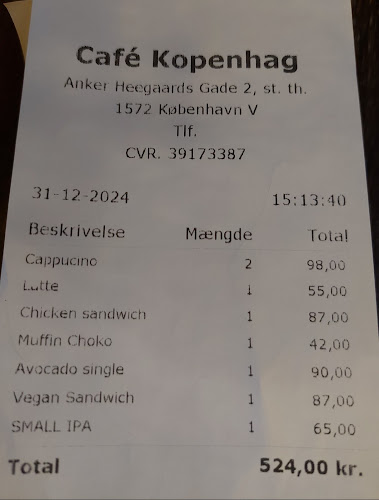 Café Kopenhag
Anker Heegaards Gade 2, st. th.
1572 København V
Tlf.
CVR. 39173387
31-12-2024 15:13:40
Beskrivelse Mængde Total
Cappucino 2 98,00
Latte 1 55,00
Chicken sandwich 1 87,00
Muffin Choko 1 42,00
Avocado single 1 90,00
Vegan Sandwich 1 87,00
SMALL IPA 1 65,00
Total 524,00 kr.